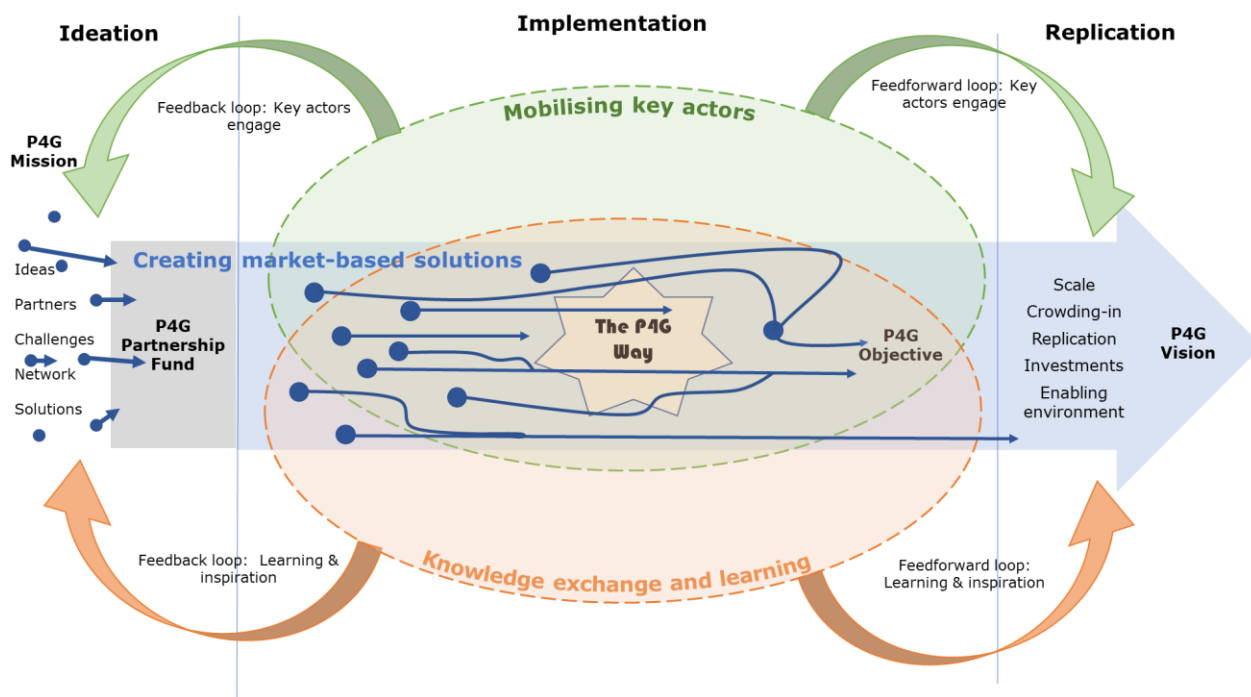 Ideation
Implementation
Replication
Feedback loop: Key actors
engage
Mobilising key actors
Feedforward loop: Key
actors engage
P4G
Mission
Creating market-based solutions
Ideas
Partners
Challenges
Network
Solutions
P4G
Partnership
Fund
The P4G
Way
P4G
Objective
Scale
Crowding-in
Replication
Investments
Enabling
environment
P4G
Vision
Feedback loop: Learning &
inspiration
Knowledge exchange and learning
Feedforward loop:
Learning & inspiration